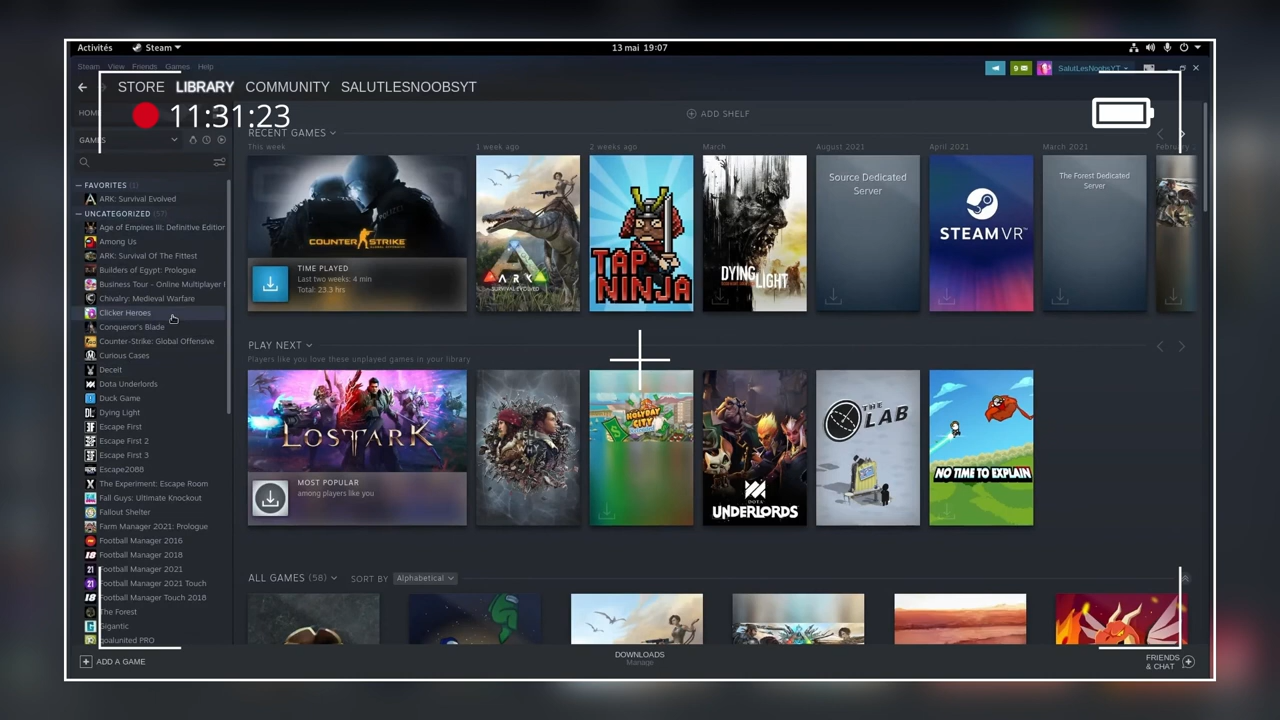 Activités Steam 13 mai 19:07
Steam View Friends Games Help
9 SalutLesNoobsYT
STORE LIBRARY COMMUNITY SALUTLESNOOBSYT
HOME
11:31:23
ADD SHELF
GAMES
RECENT GAMES
This week 1 week ago 2 weeks ago March August 2021 April 2021 March 2021
FAVORITES (1)
ARK: Survival Evolved
UNCATEGORIZED (57)
Age of Empires III: Definitive Edition
Among Us
ARK: Survival Of The Fittest
Builders of Egypt: Prologue
Business Tour - Online Multiplayer
Chivalry: Medieval Warfare
Clicker Heroes
Conqueror's Blade
Counter-Strike: Global Offensive
Curious Cases
Deceit
Dota Underlords
Duck Game
Dying Light
Escape First
Escape First 2
Escape First 3
Escape2088
The Experiment: Escape Room
Fall Guys: Ultimate Knockout
Fallout Shelter
Farm Manager 2021: Prologue
Football Manager 2016
Football Manager 2018
Football Manager 2021
Football Manager 2021 Touch
Football Manager Touch 2018
The Forest
Gigantic
goalunited PRO
COUNTER STRIKE
TIME PLAYED
Last two weeks: 4 min
Total: 23.3 hrs
ARK
SURVIVAL EVOLVED
TAP
NINJA
DYING LIGHT
Source Dedicated
Server
STEAM VR™
The Forest Dedicated
Server
PLAY NEXT
Players like you love these unplayed games in your library
LOST ARK
MOST POPULAR
among players like you
HOLYDAY
CITY
DOTA
UNDERLORDS
THE
LAB
NO TIME TO EXPLAIN
ALL GAMES (58) SORT BY Alphabetical
ADD A GAME
DOWNLOADS
Manage
FRIENDS
& CHAT